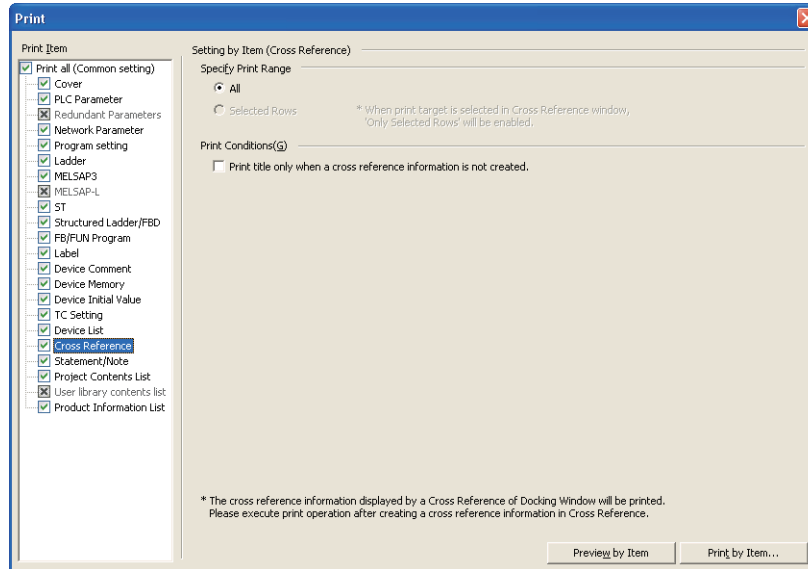 Print
Print Item
Print all (Common setting)
Cover
PLC Parameter
Redundant Parameters
Network Parameter
Program setting
Ladder
MELSAP3
MELSAP-L
ST
Structured Ladder/FBD
FB/FUN Program
Label
Device Comment
Device Memory
Device Initial Value
TC Setting
Device List
Cross Reference
Statement/Note
Project Contents List
User library contents list
Product Information List
Setting by Item (Cross Reference)
Specify Print Range
All
Selected Rows
* When print target is selected in Cross Reference window,
'Only Selected Rows' will be enabled.
Print Conditions(G)
Print title only when a cross reference information is not created.
* The cross reference information displayed by a Cross Reference of Docking Window will be printed.
Please execute print operation after creating a cross reference information in Cross Reference.
Preview by Item
Print by Item...